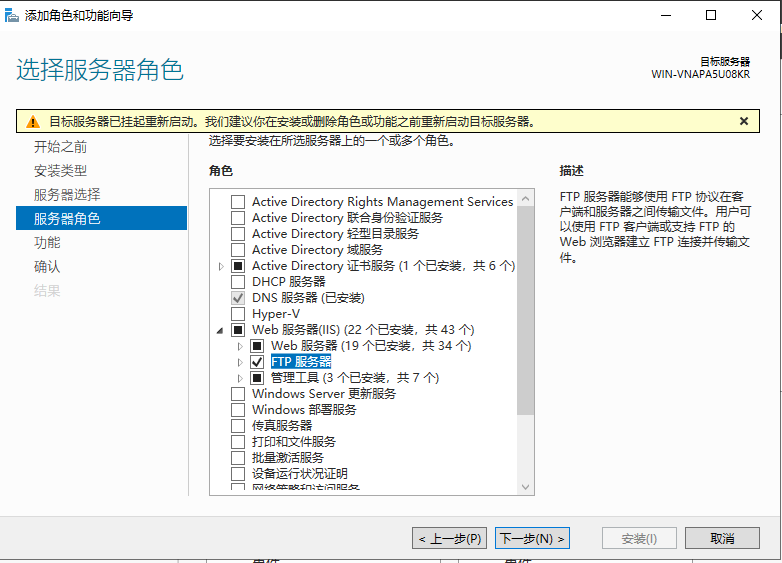 添加角色和功能向导
选择服务器角色
目标服务器
WIN-VNAPA5U08KR
目标服务器已挂起重新启动。我们建议你在安装或删除角色或功能之前重新启动目标服务器。
开始之前
安装类型
服务器选择
服务器角色
功能
确认
结果
选择要安装在所选服务器上的一个或多个角色。
角色
Active Directory Rights Management Services
Active Directory 联合身份验证服务
Active Directory 轻型目录服务
Active Directory 域服务
Active Directory 证书服务 (1 个已安装，共 6 个)
DHCP 服务器
DNS 服务器 (已安装)
Hyper-V
Web 服务器(IIS) (22 个已安装，共 43 个)
Web 服务器 (19 个已安装，共 34 个)
FTP 服务器
管理工具 (3 个已安装，共 7 个)
Windows Server 更新服务
Windows 部署服务
传真服务器
打印和文件服务
批量激活服务
设备运行状况证明
网络策略和访问服务
描述
FTP 服务器能够使用 FTP 协议在客
户端和服务器之间传输文件。用户可
以使用 FTP 客户端或支持 FTP 的
Web 浏览器建立 FTP 连接并传输文
件。
< 上一步(P)
下一步(N) >
安装(I)
取消